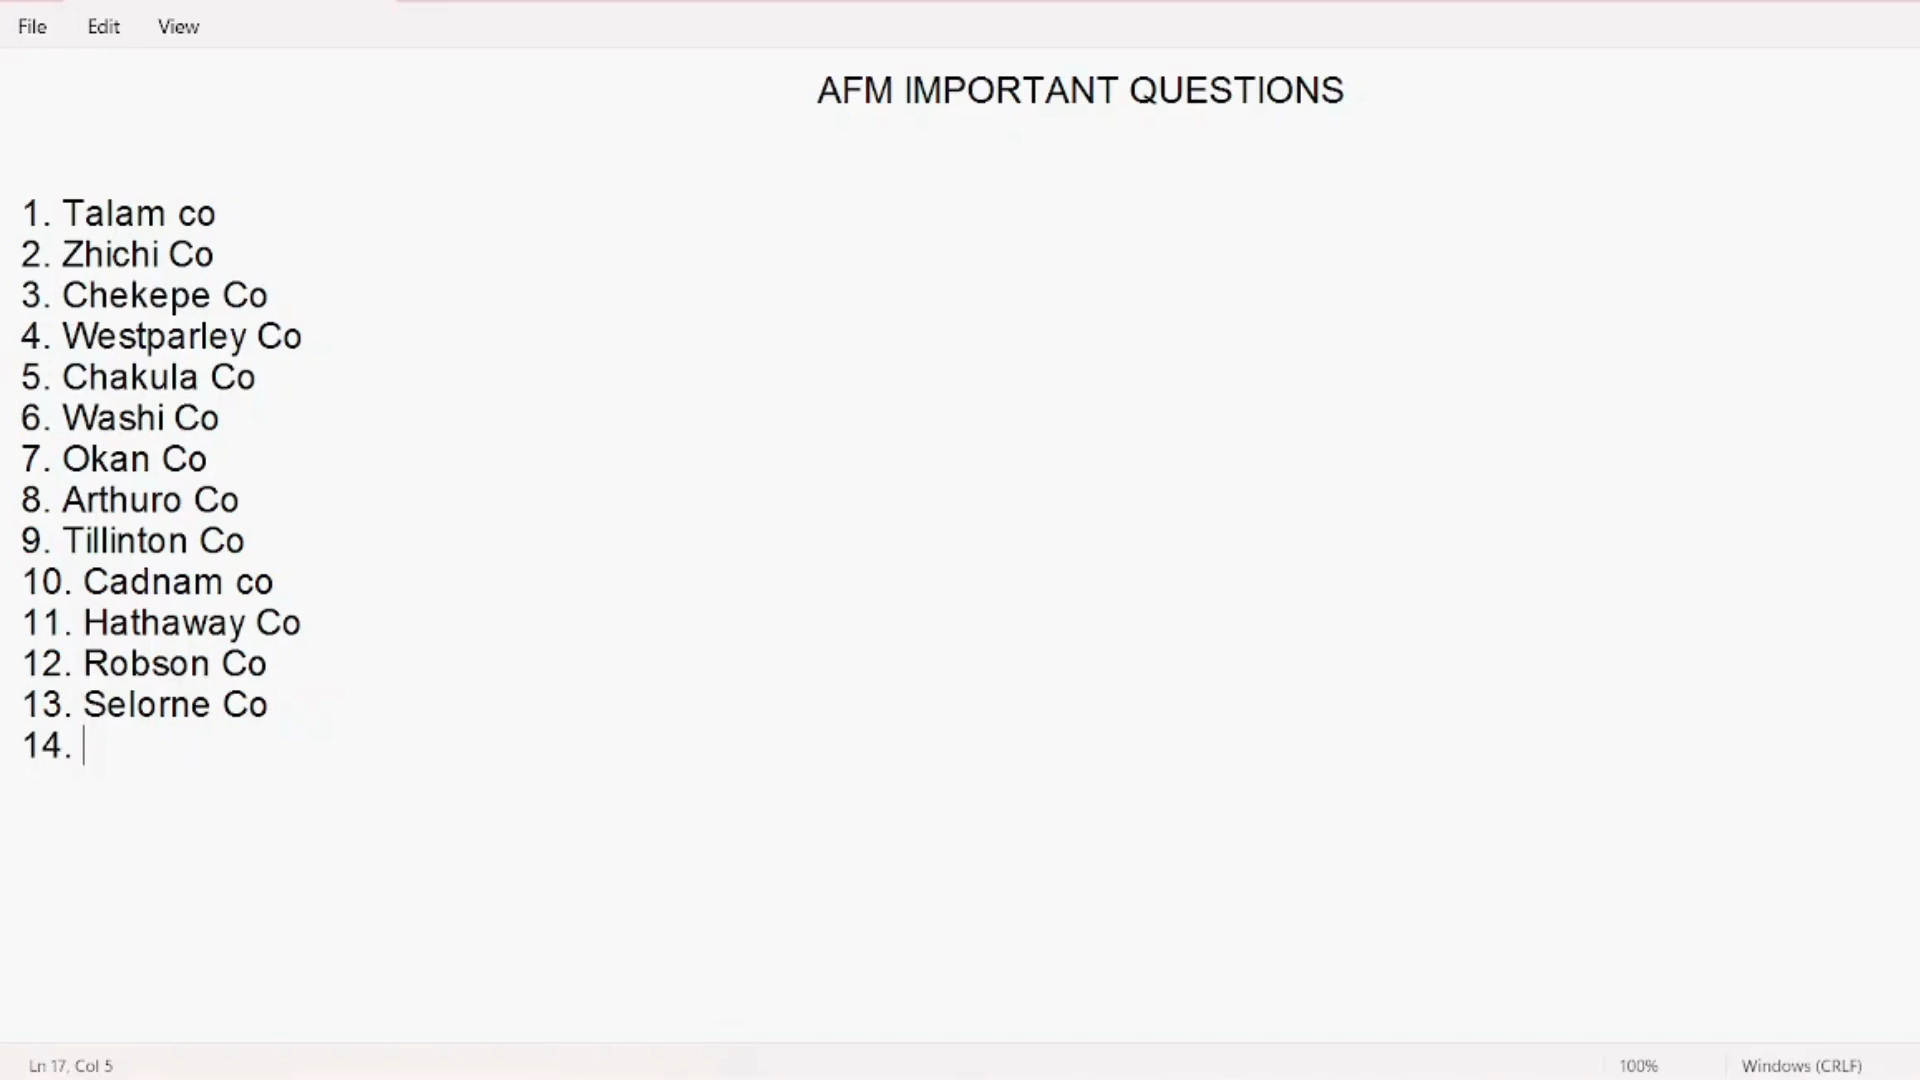 File Edit View
AFM IMPORTANT QUESTIONS
1. Talam co
2. Zhichi Co
3. Chekepe Co
4. Westparley Co
5. Chakula Co
6. Washi Co
7. Okan Co
8. Arthuro Co
9. Tillinton Co
10. Cadnam co
11. Hathaway Co
12. Robson Co
13. Selorne Co
14.
Ln 17, Col 5 100% Windows (CRLF)